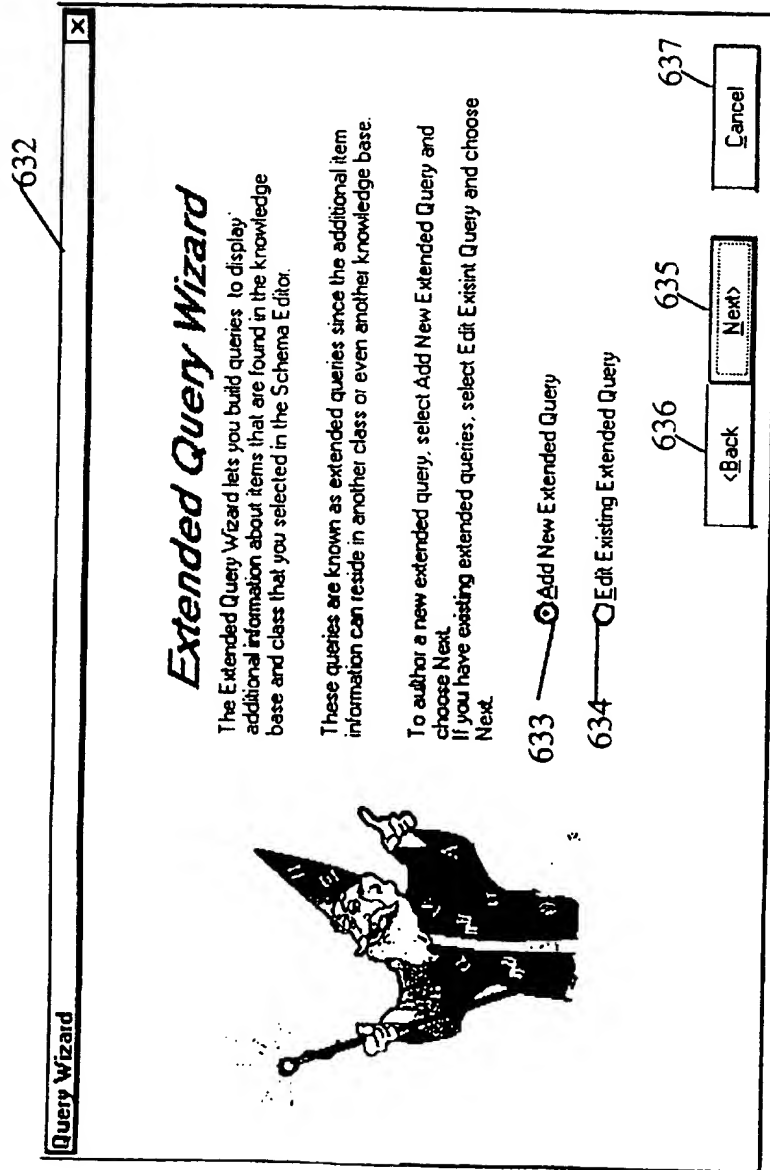 632
Query Wizard
X
Extended Query Wizard
The Extended Query Wizard lets you build queries to display
additional information about items that are found in the knowledge
base and class that you selected in the Schema Editor.
These queries are known as extended queries since the additional item
information can reside in another class or even another knowledge base.
To author a new extended query, select Add New Extended Query and
choose Next.
If you have existing extended queries, select Edit Exisint Query and choose
Next.
633
Add New Extended Query
634
Edit Existing Extended Query
636
635
637
<Back
Next>
Cancel